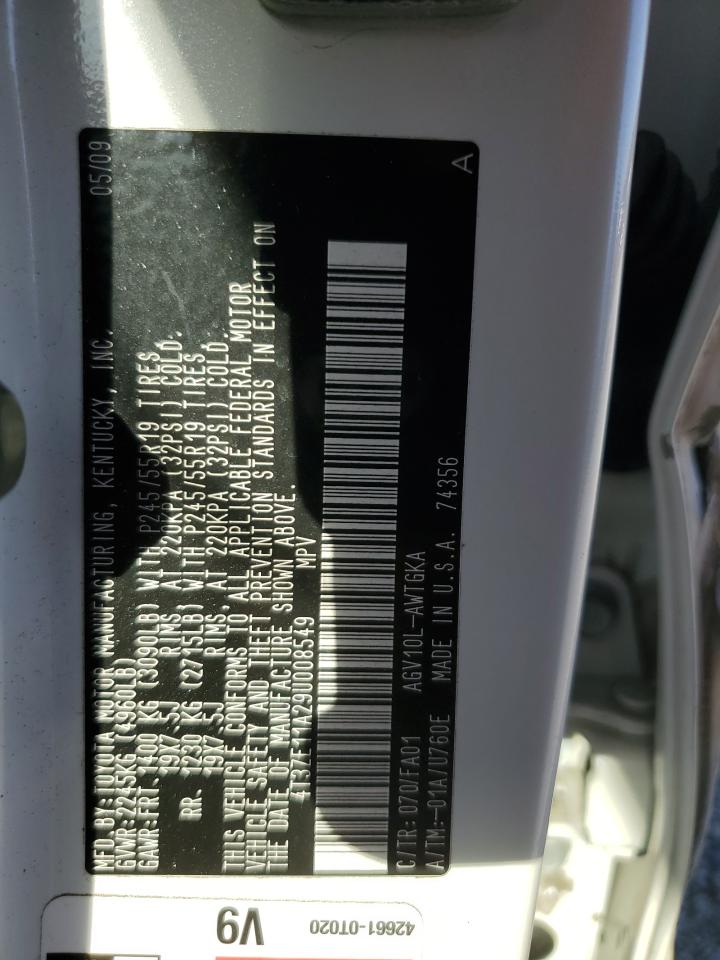 MFD BY: TOYOTA MOTOR MANUFACTURING, KENTUCKY, INC. 05/09
GVWR: 2245KG (4960LB)
GAWR: FRT 1400 KG (3090LB) WITH P245/55R19 TIRES,
19X7.5J RIMS, AT 220KPA (32PSI) COLD.
RR. 1230 KG (2715LB) WITH P245/55R19 TIRES,
19X7.5J RIMS, AT 220KPA (32PSI) COLD.
THIS VEHICLE CONFORMS TO ALL APPLICABLE FEDERAL MOTOR
VEHICLE SAFETY AND THEFT PREVENTION STANDARDS IN EFFECT ON
THE DATE OF MANUFACTURE SHOWN ABOVE.
4T3ZE11A29U008549 MPV
C/TR: 070/FA01 AGV10L-AWTGKA
A/TM:-01A/U760E MADE IN U.S.A. 74356 A
V9
42661-0T020